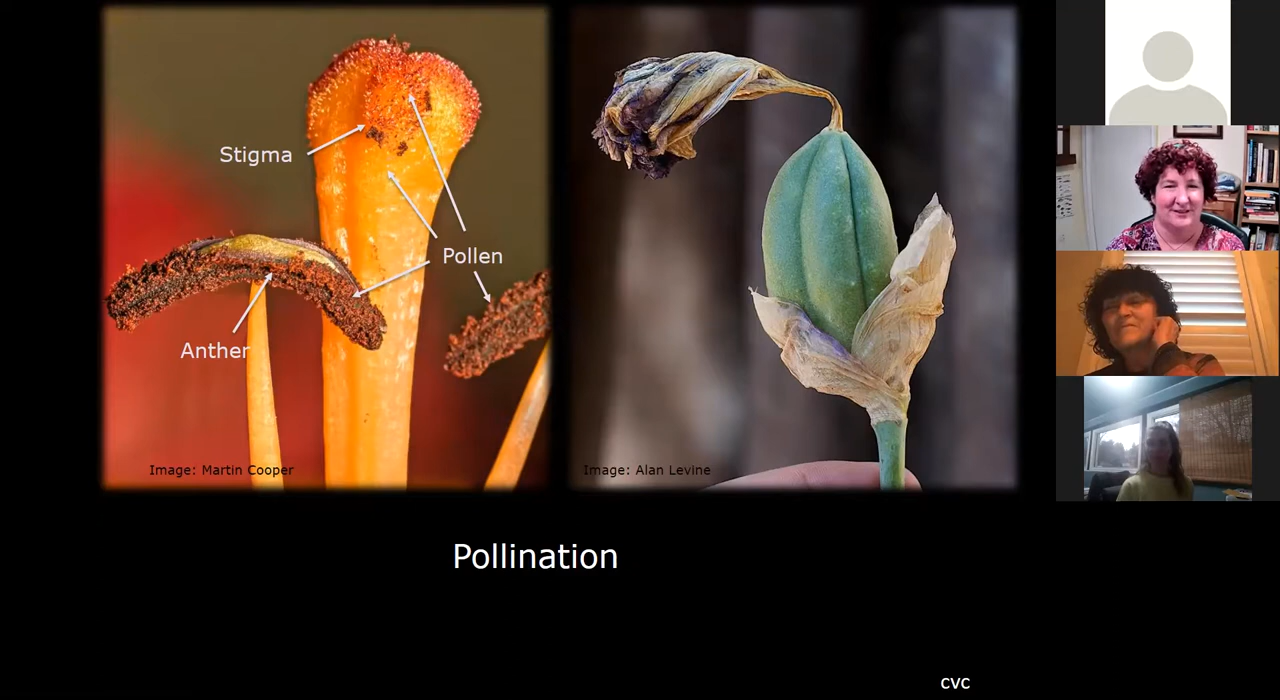 Stigma
Pollen
Anther
Image: Martin Cooper
Image: Alan Levine
Pollination
cvc